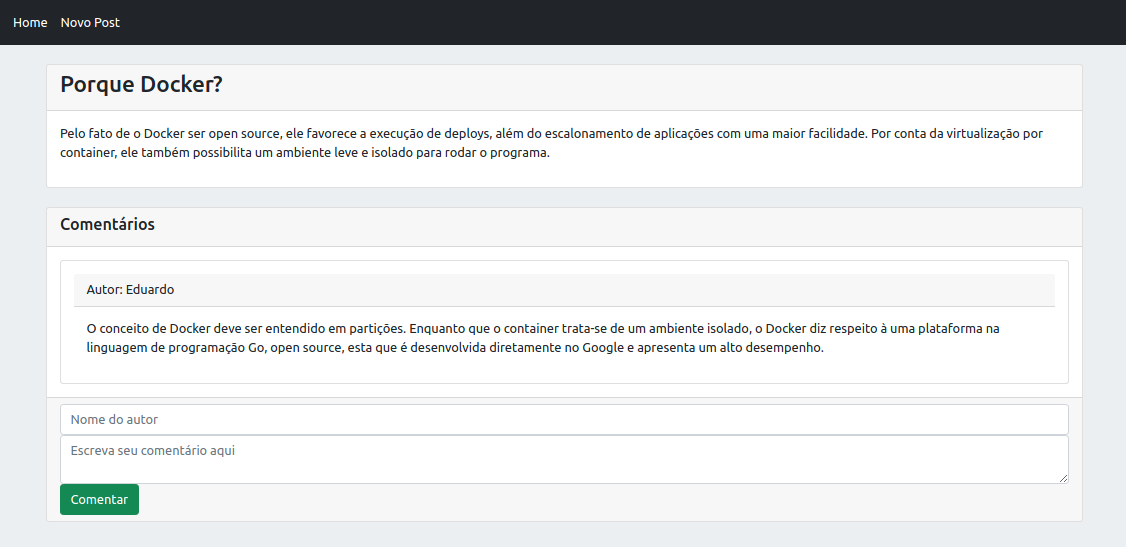 Home Novo Post
Porque Docker?
Pelo fato de o Docker ser open source, ele favorece a execução de deploys, além do escalonamento de aplicações com uma maior facilidade. Por conta da virtualização por
container, ele também possibilita um ambiente leve e isolado para rodar o programa.
Comentários
Autor: Eduardo
O conceito de Docker deve ser entendido em partições. Enquanto que o container trata-se de um ambiente isolado, o Docker diz respeito à uma plataforma na
linguagem de programação Go, open source, esta que é desenvolvida diretamente no Google e apresenta um alto desempenho.
Nome do autor
Escreva seu comentário aqui
Comentar